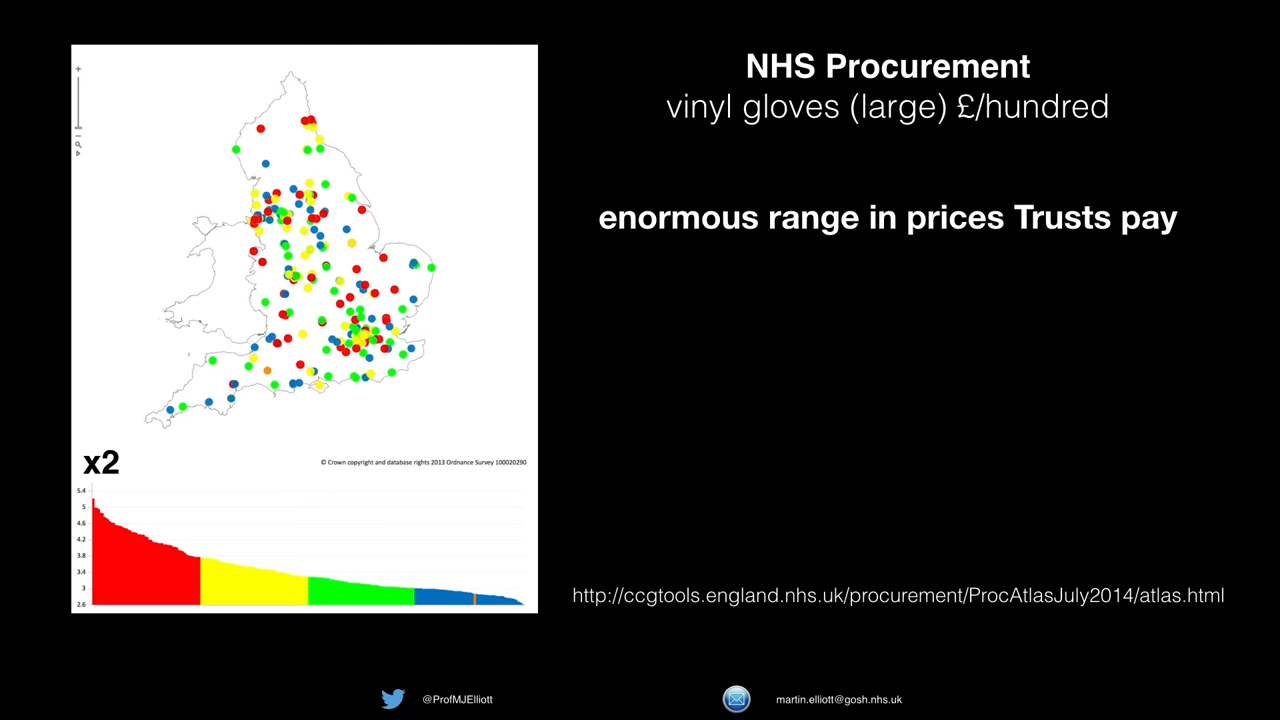 NHS Procurement
vinyl gloves (large) £/hundred
enormous range in prices Trusts pay
x2
© Crown copyright and database rights 2013 Ordnance Survey 100020290
5.4
5
4.6
4.2
3.8
3.4
3
2.6
http://ccgtools.england.nhs.uk/procurement/ProcAtlasJuly2014/atlas.html
@ProfMJElliott
martin.elliott@gosh.nhs.uk